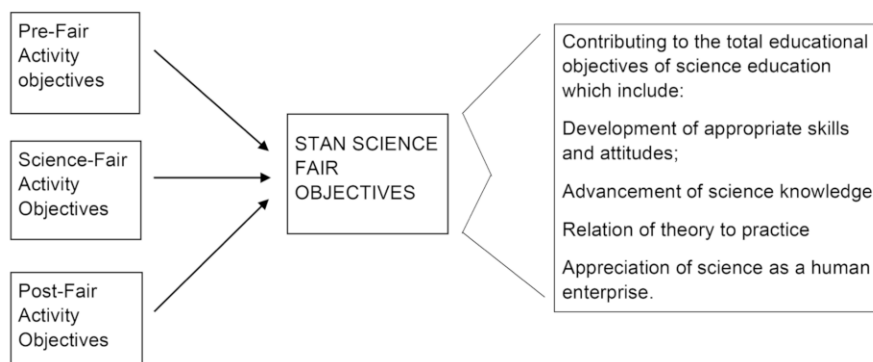 Pre-Fair
Activity
objectives
Science-Fair
Activity
Objectives
Post-Fair
Activity
Objectives
STAN SCIENCE
FAIR
OBJECTIVES
Contributing to the total educational
objectives of science education
which include:
Development of appropriate skills
and attitudes;
Advancement of science knowledge
Relation of theory to practice
Appreciation of science as a human
enterprise.